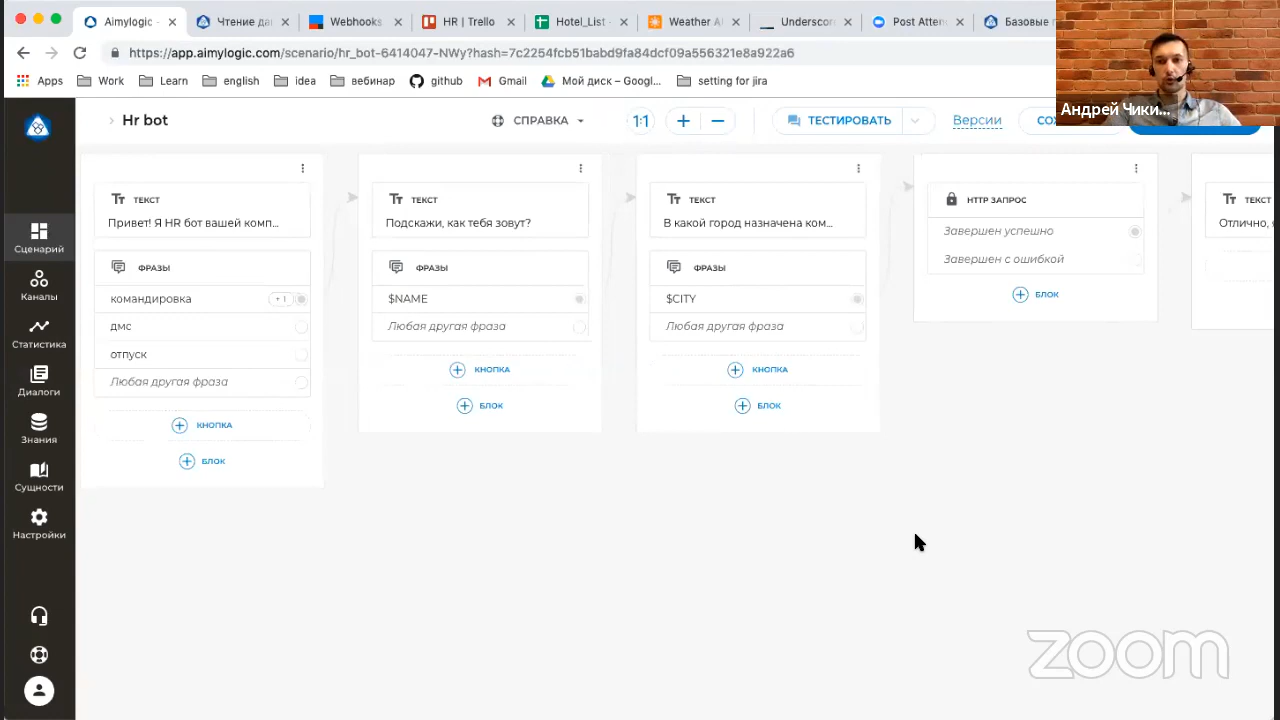 Aimylogic -
Чтение да
Webhooks
HR | Trello
Hotel_List -
Weather A
Undersco
Post Atte
Базовые
https://app.aimylogic.com/scenario/hr_bot-6414047-NWy?hash=7c2254fcb51babd9fa84dcf09a556321e8a922a6
Apps
Work
Learn
english
idea
вебинар
github
Gmail
Мой диск – Googl...
setting for jira
Андрей Чики...
Hr bot
СПРАВКА
1:1
ТЕСТИРОВАТЬ
Версии
СО
Сценарий
Каналы
Статистика
Диалоги
Знания
Сущности
Настройки
ТЕКСТ
Привет! Я HR бот вашей комп...
ФРАЗЫ
командировка
+ 1
дмс
отпуск
Любая другая фраза
КНОПКА
БЛОК
ТЕКСТ
Подскажи, как тебя зовут?
ФРАЗЫ
$NAME
Любая другая фраза
КНОПКА
БЛОК
ТЕКСТ
В какой город назначена ком...
ФРАЗЫ
$CITY
Любая другая фраза
КНОПКА
БЛОК
HTTP ЗАПРОС
Завершен успешно
Завершен с ошибкой
БЛОК
ТЕКСТ
Отлично,
zoom